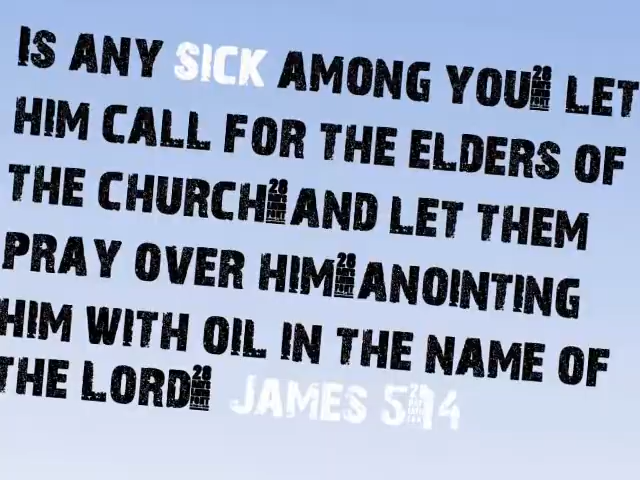 IS ANY SICK AMONG YOU LET
HIM CALL FOR THE ELDERS OF
THE CHURCH AND LET THEM
PRAY OVER HIM ANOINTING
HIM WITH OIL IN THE NAME OF
THE LORD JAMES 5 14